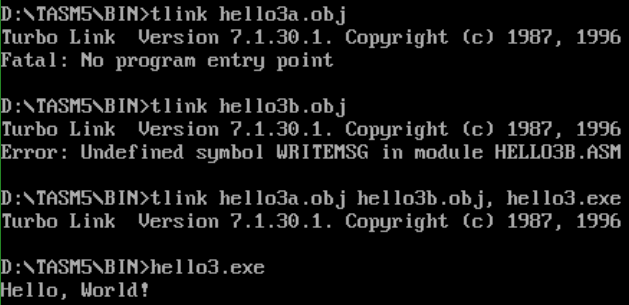 D:\TASM5\BIN>tlink hello3a.obj
Turbo Link  Version 7.1.30.1. Copyright (c) 1987, 1996
Fatal: No program entry point
D:\TASM5\BIN>tlink hello3b.obj
Turbo Link  Version 7.1.30.1. Copyright (c) 1987, 1996
Error: Undefined symbol WRITEMSG in module HELLO3B.ASM
D:\TASM5\BIN>tlink hello3a.obj hello3b.obj, hello3.exe
Turbo Link  Version 7.1.30.1. Copyright (c) 1987, 1996
D:\TASM5\BIN>hello3.exe
Hello, World!